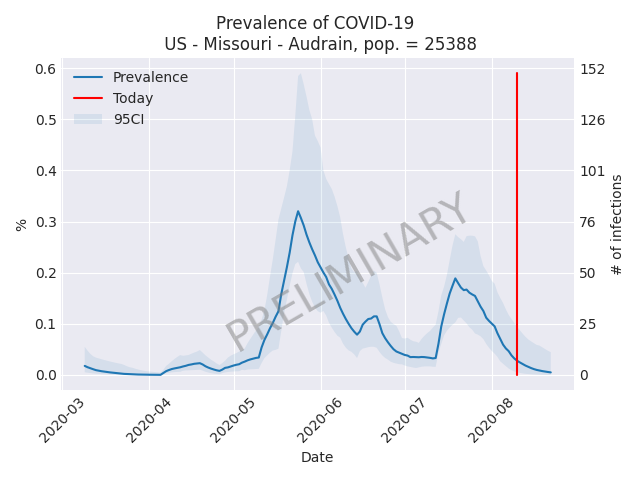 Prevalence of COVID-19
US - Missouri - Audrain, pop. = 25388
Prevalence
Today
95CI
0.6
0.5
0.4
0.3
0.2
0.1
0.0
%
152
126
101
76
50
25
0
# of infections
PRELIMINARY
2020-03
2020-04
2020-05
2020-06
2020-07
2020-08
Date